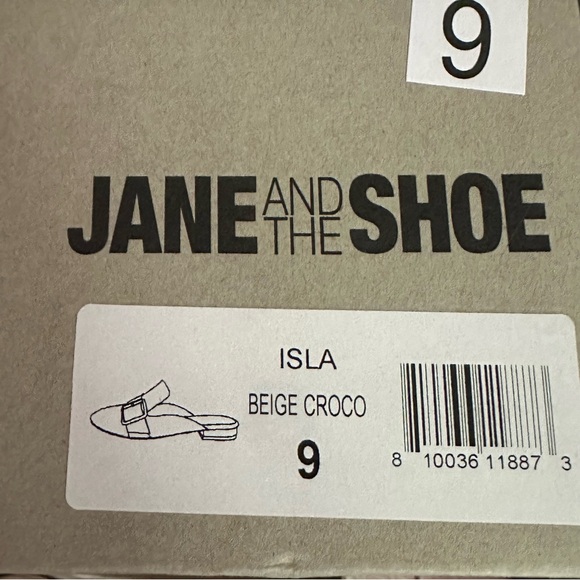 9
JANE AND THE SHOE
ISLA
BEIGE CROCO
9
8 10036 11887 3